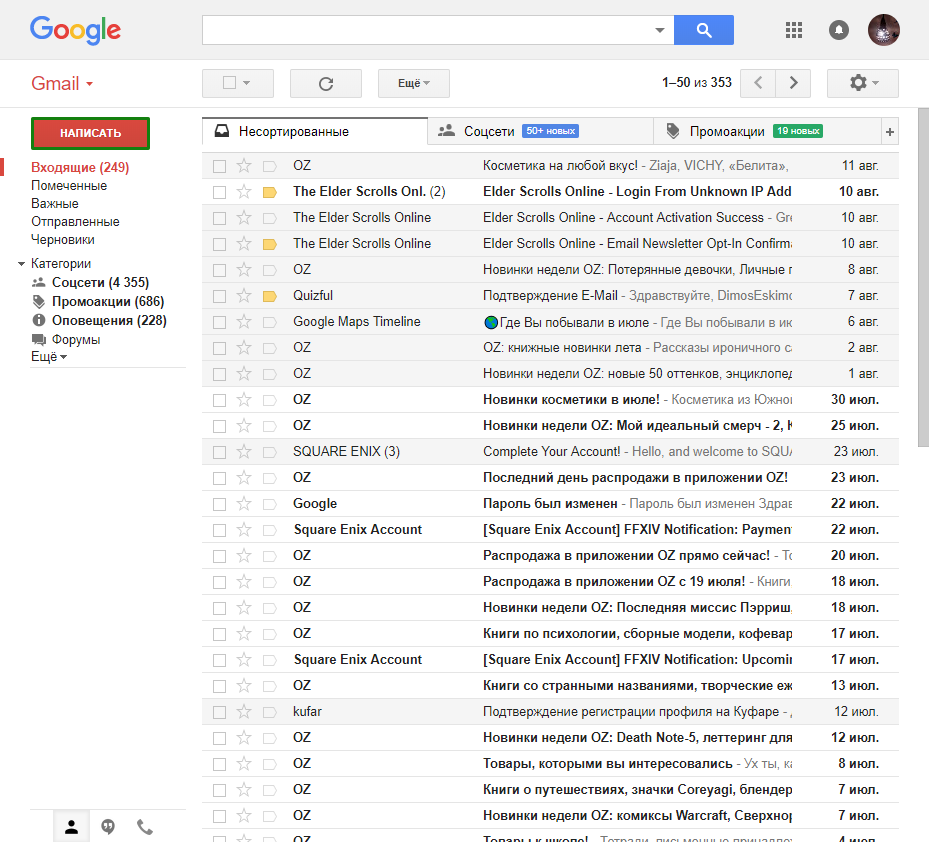 Google
Gmail
Ещё
1–50 из 353
НАПИСАТЬ
Входящие (249)
Помеченные
Важные
Отправленные
Черновики
Категории
Соцсети (4 355)
Промоакции (686)
Оповещения (228)
Форумы
Ещё
Несортированные Соцсети 50+ новых Промоакции 19 новых +
OZ Косметика на любой вкус! - Ziaja, VICHY, «Белита», 11 авг.
The Elder Scrolls Onl. (2) Elder Scrolls Online - Login From Unknown IP Add 10 авг.
The Elder Scrolls Online Elder Scrolls Online - Account Activation Success - Gre 10 авг.
The Elder Scrolls Online Elder Scrolls Online - Email Newsletter Opt-In Confirma 10 авг.
OZ Новинки недели OZ: Потерянные девочки, Личные 8 авг.
Quizful Подтверждение E-Mail - Здравствуйте, DimosEskimo 7 авг.
Google Maps Timeline Где Вы побывали в июле - Где Вы побывали в ию 6 авг.
OZ OZ: книжные новинки лета - Рассказы ироничного с 2 авг.
OZ Новинки недели OZ: новые 50 оттенков, энциклопед 1 авг.
OZ Новинки косметики в июле! - Косметика из Южно 30 июл.
OZ Новинки недели OZ: Мой идеальный смерч - 2, К 25 июл.
SQUARE ENIX (3) Complete Your Account! - Hello, and welcome to SQUA 23 июл.
OZ Последний день распродажи в приложении OZ! 23 июл.
Google Пароль был изменен - Пароль был изменен Здрав 22 июл.
Square Enix Account [Square Enix Account] FFXIV Notification: Paymen 22 июл.
OZ Распродажа в приложении OZ прямо сейчас! - То 20 июл.
OZ Распродажа в приложении OZ с 19 июля! - Книги, 18 июл.
OZ Новинки недели OZ: Последняя миссис Пэрриш, 18 июл.
OZ Книги по психологии, сборные модели, кофевар 17 июл.
Square Enix Account [Square Enix Account] FFXIV Notification: Upcomin 17 июл.
OZ Книги со странными названиями, творческие еж 13 июл.
kufar Подтверждение регистрации профиля на Куфаре - 12 июл.
OZ Новинки недели OZ: Death Note-5, леттеринг для 12 июл.
OZ Товары, которыми вы интересовались - Ух ты, ка 8 июл.
OZ Книги о путешествиях, значки Coreyagi, блендер 7 июл.
OZ Новинки недели OZ: комиксы Warcraft, Сверхнор 7 июл.
OZ Товары к школе! - Тетради, письменные принадлеж 4 июл.